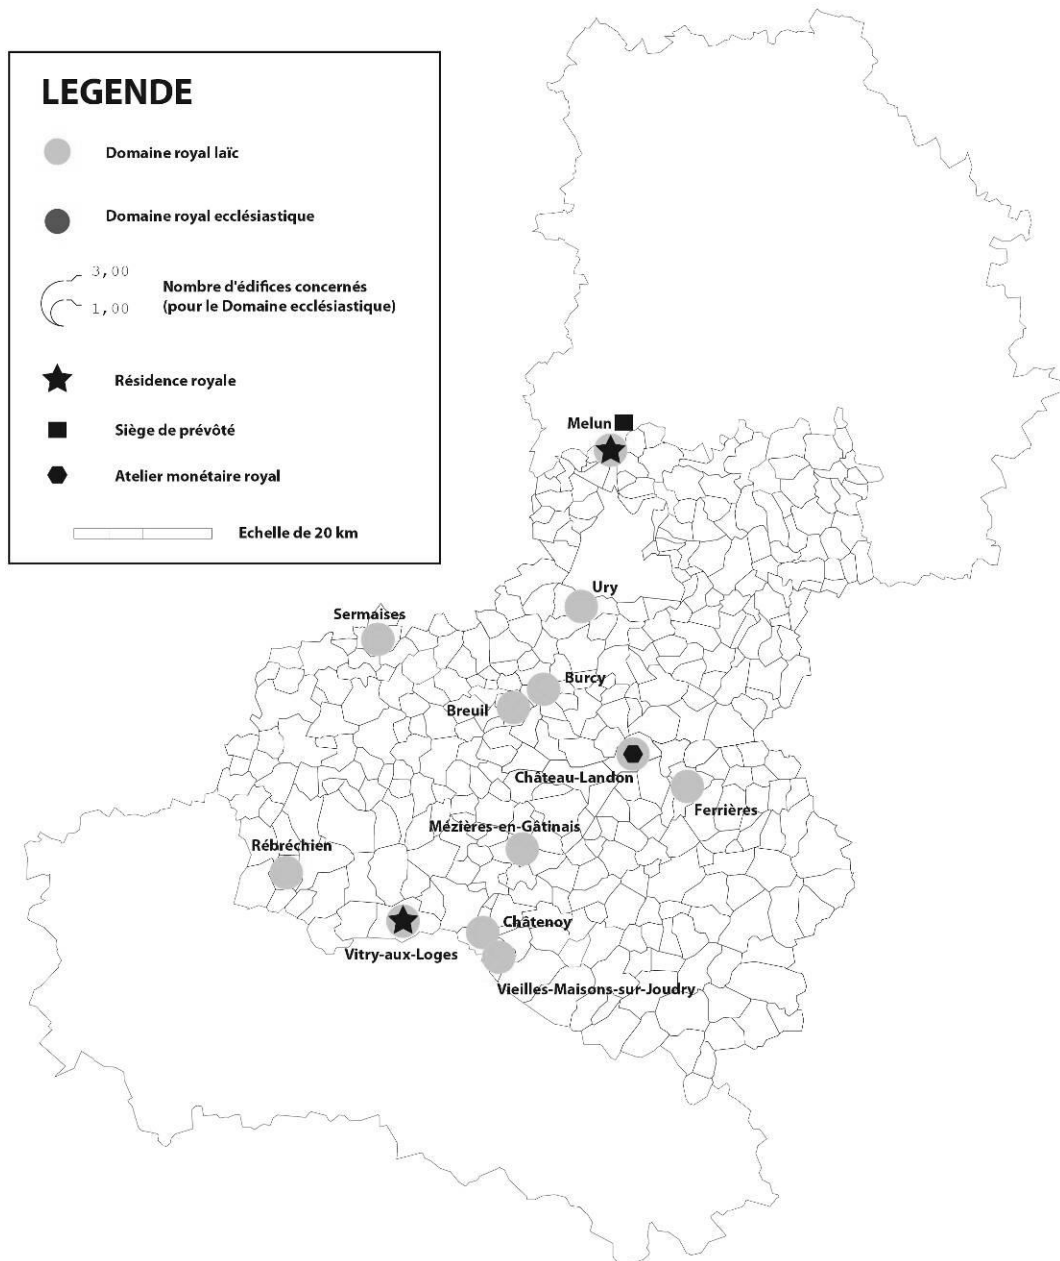 LEGENDE
Domaine royal laïc
Domaine royal ecclésiastique
3,00
1,00
Nombre d'édifices concernés
(pour le Domaine ecclésiastique)
Résidence royale
Siège de prévôté
Atelier monétaire royal
Echelle de 20 km
Melun
Ury
Sermaises
Burcy
Breuil
Château-Landon
Ferrières
Mézières-en-Gâtinais
Rébréchien
Châtenoy
Vitry-aux-Loges
Vieilles-Maisons-sur-Joudry